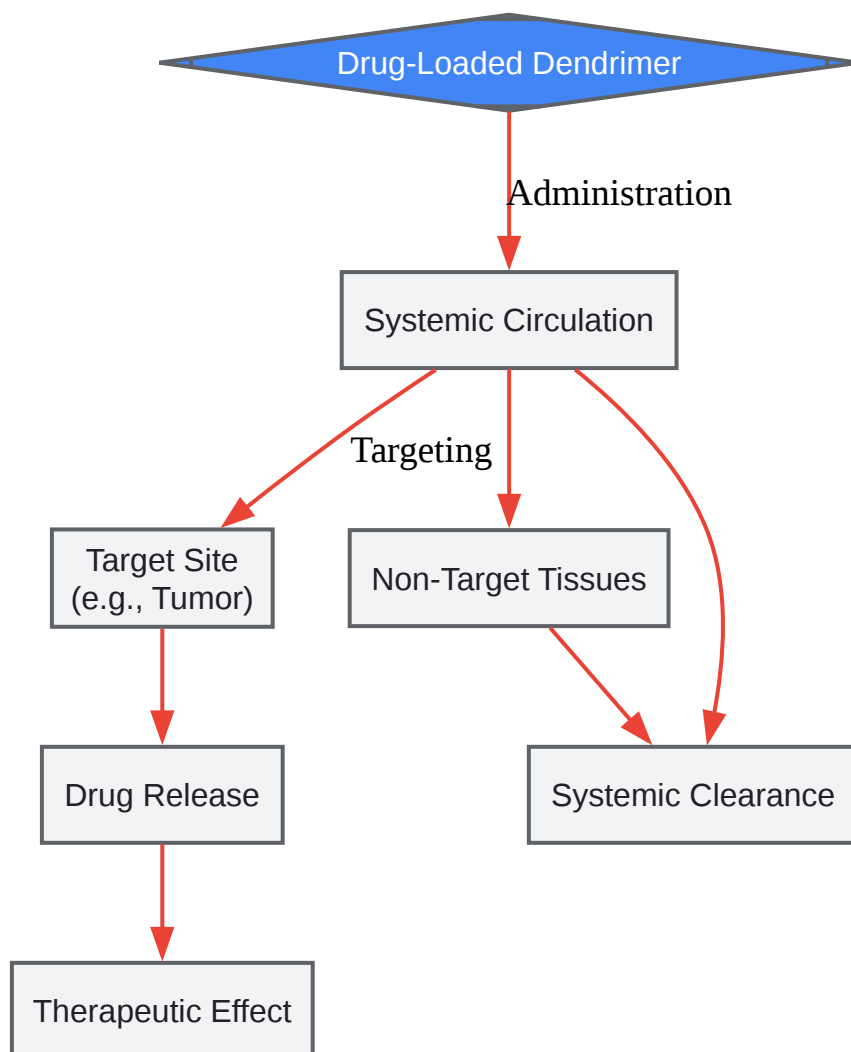 Drug-Loaded Dendrimer
Administration
Systemic Circulation
Targeting
Target Site
(e.g., Tumor)
Non-Target Tissues
Drug Release
Systemic Clearance
Therapeutic Effect